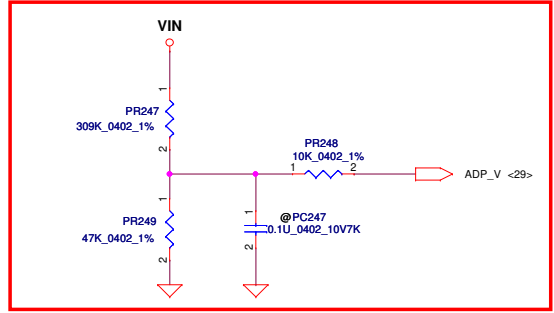 VIN
1
PR247
309K_0402_1%
2
PR248
10K_0402_1%
1
2
ADP_V <29>
1
PR249
47K_0402_1%
2
1
@PC247
0.1U_0402_10V7K
2